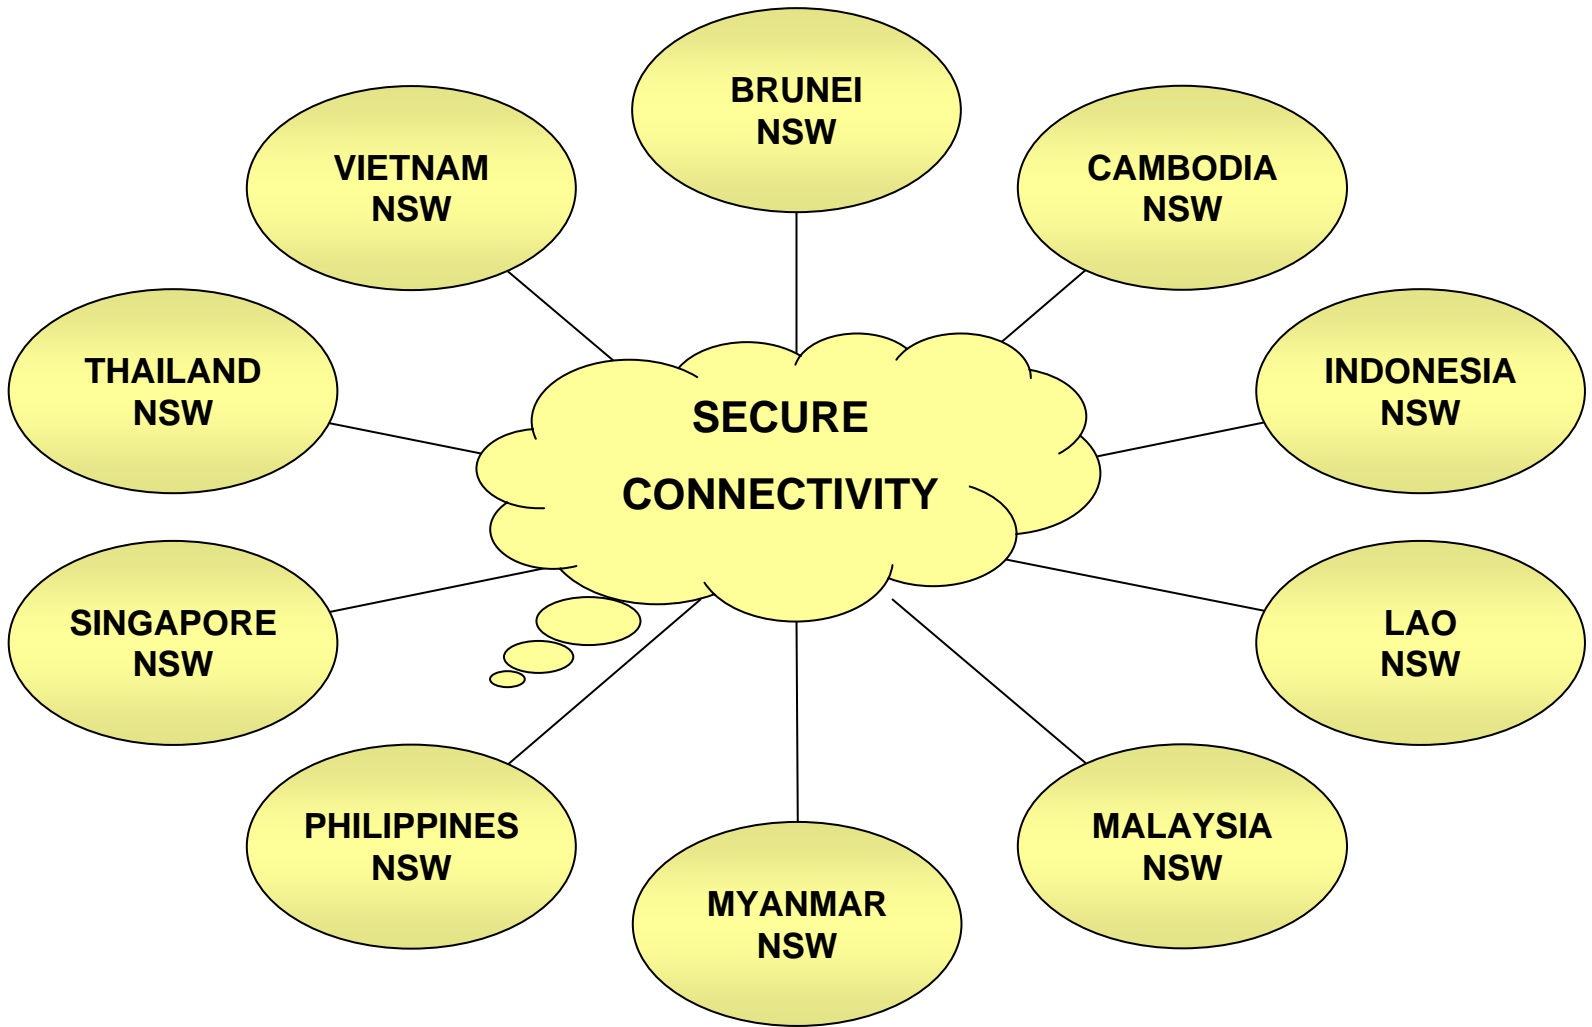 BRUNEI
NSW
VIETNAM
NSW
CAMBODIA
NSW
THAILAND
NSW
SECURE
CONNECTIVITY
INDONESIA
NSW
SINGAPORE
NSW
LAO
NSW
PHILIPPINES
NSW
MALAYSIA
NSW
MYANMAR
NSW